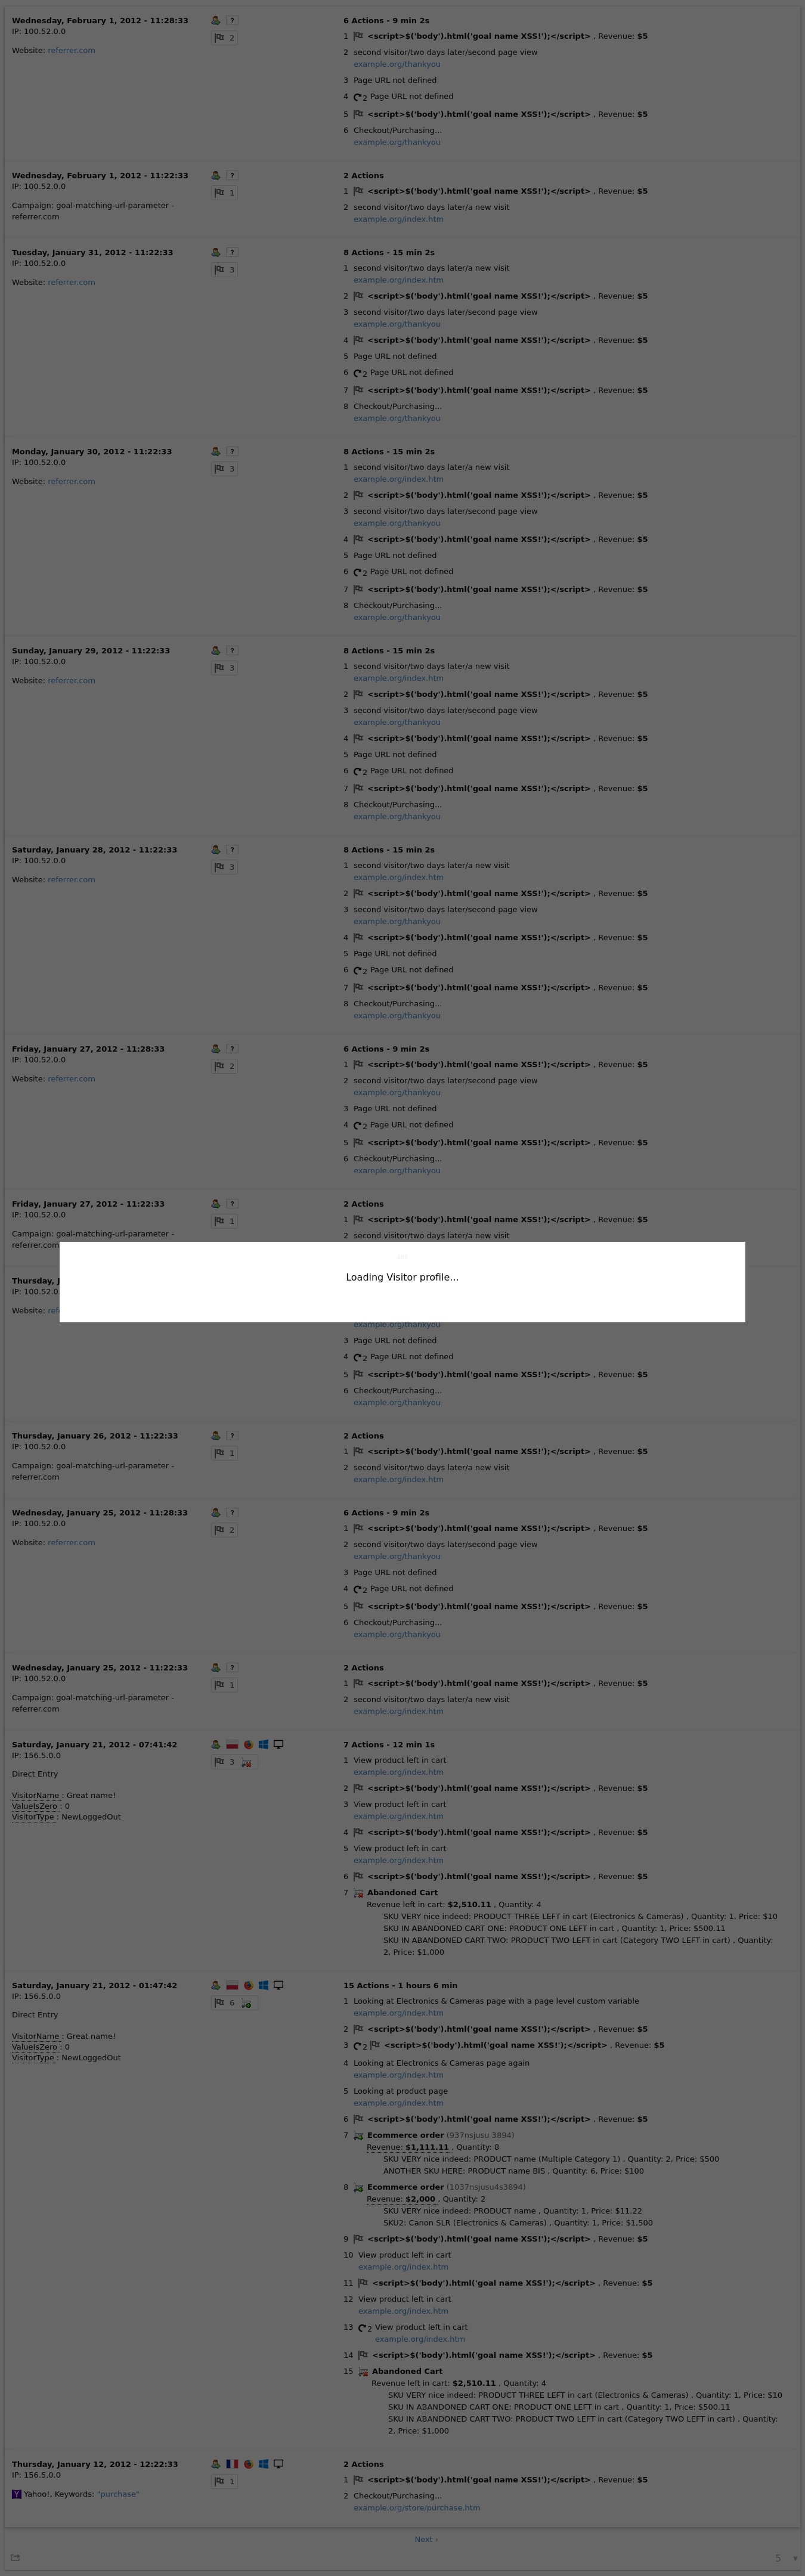 Wednesday, February 1, 2012 - 11:28:33
IP: 100.52.0.0
Website: referrer.com
?
2
6 Actions - 9 min 2s
1 <script>$('body').html('goal name XSS!');</script> , Revenue: $5
2 second visitor/two days later/second page view
example.org/thankyou
3 Page URL not defined
4 2 Page URL not defined
5 <script>$('body').html('goal name XSS!');</script> , Revenue: $5
6 Checkout/Purchasing...
example.org/thankyou
Wednesday, February 1, 2012 - 11:22:33
IP: 100.52.0.0
Campaign: goal-matching-url-parameter -
referrer.com
?
1
2 Actions
1 <script>$('body').html('goal name XSS!');</script> , Revenue: $5
2 second visitor/two days later/a new visit
example.org/index.htm
Tuesday, January 31, 2012 - 11:22:33
IP: 100.52.0.0
Website: referrer.com
?
3
8 Actions - 15 min 2s
1 second visitor/two days later/a new visit
example.org/index.htm
2 <script>$('body').html('goal name XSS!');</script> , Revenue: $5
3 second visitor/two days later/second page view
example.org/thankyou
4 <script>$('body').html('goal name XSS!');</script> , Revenue: $5
5 Page URL not defined
6 2 Page URL not defined
7 <script>$('body').html('goal name XSS!');</script> , Revenue: $5
8 Checkout/Purchasing...
example.org/thankyou
Monday, January 30, 2012 - 11:22:33
IP: 100.52.0.0
Website: referrer.com
?
3
8 Actions - 15 min 2s
1 second visitor/two days later/a new visit
example.org/index.htm
2 <script>$('body').html('goal name XSS!');</script> , Revenue: $5
3 second visitor/two days later/second page view
example.org/thankyou
4 <script>$('body').html('goal name XSS!');</script> , Revenue: $5
5 Page URL not defined
6 2 Page URL not defined
7 <script>$('body').html('goal name XSS!');</script> , Revenue: $5
8 Checkout/Purchasing...
example.org/thankyou
Sunday, January 29, 2012 - 11:22:33
IP: 100.52.0.0
Website: referrer.com
?
3
8 Actions - 15 min 2s
1 second visitor/two days later/a new visit
example.org/index.htm
2 <script>$('body').html('goal name XSS!');</script> , Revenue: $5
3 second visitor/two days later/second page view
example.org/thankyou
4 <script>$('body').html('goal name XSS!');</script> , Revenue: $5
5 Page URL not defined
6 2 Page URL not defined
7 <script>$('body').html('goal name XSS!');</script> , Revenue: $5
8 Checkout/Purchasing...
example.org/thankyou
Saturday, January 28, 2012 - 11:22:33
IP: 100.52.0.0
Website: referrer.com
?
3
8 Actions - 15 min 2s
1 second visitor/two days later/a new visit
example.org/index.htm
2 <script>$('body').html('goal name XSS!');</script> , Revenue: $5
3 second visitor/two days later/second page view
example.org/thankyou
4 <script>$('body').html('goal name XSS!');</script> , Revenue: $5
5 Page URL not defined
6 2 Page URL not defined
7 <script>$('body').html('goal name XSS!');</script> , Revenue: $5
8 Checkout/Purchasing...
example.org/thankyou
Friday, January 27, 2012 - 11:28:33
IP: 100.52.0.0
Website: referrer.com
?
2
6 Actions - 9 min 2s
1 <script>$('body').html('goal name XSS!');</script> , Revenue: $5
2 second visitor/two days later/second page view
example.org/thankyou
3 Page URL not defined
4 2 Page URL not defined
5 <script>$('body').html('goal name XSS!');</script> , Revenue: $5
6 Checkout/Purchasing...
example.org/thankyou
Friday, January 27, 2012 - 11:22:33
IP: 100.52.0.0
Campaign: goal-matching-url-parameter -
referrer.com
?
1
2 Actions
1 <script>$('body').html('goal name XSS!');</script> , Revenue: $5
2 second visitor/two days later/a new visit
Loading Visitor profile...
Thursday,
IP: 100.52.0
Website:
example.org/thankyou
3 Page URL not defined
4 2 Page URL not defined
5 <script>$('body').html('goal name XSS!');</script> , Revenue: $5
6 Checkout/Purchasing...
example.org/thankyou
Thursday, January 26, 2012 - 11:22:33
IP: 100.52.0.0
Campaign: goal-matching-url-parameter -
referrer.com
?
1
2 Actions
1 <script>$('body').html('goal name XSS!');</script> , Revenue: $5
2 second visitor/two days later/a new visit
example.org/index.htm
Wednesday, January 25, 2012 - 11:28:33
IP: 100.52.0.0
Website: referrer.com
?
2
6 Actions - 9 min 2s
1 <script>$('body').html('goal name XSS!');</script> , Revenue: $5
2 second visitor/two days later/second page view
example.org/thankyou
3 Page URL not defined
4 2 Page URL not defined
5 <script>$('body').html('goal name XSS!');</script> , Revenue: $5
6 Checkout/Purchasing...
example.org/thankyou
Wednesday, January 25, 2012 - 11:22:33
IP: 100.52.0.0
Campaign: goal-matching-url-parameter -
referrer.com
?
1
2 Actions
1 <script>$('body').html('goal name XSS!');</script> , Revenue: $5
2 second visitor/two days later/a new visit
example.org/index.htm
Saturday, January 21, 2012 - 07:41:42
IP: 156.5.0.0
Direct Entry
VisitorName : Great name!
ValueIsZero : 0
VisitorType : NewLoggedOut
3
7 Actions - 12 min 1s
1 View product left in cart
example.org/index.htm
2 <script>$('body').html('goal name XSS!');</script> , Revenue: $5
3 View product left in cart
example.org/index.htm
4 <script>$('body').html('goal name XSS!');</script> , Revenue: $5
5 View product left in cart
example.org/index.htm
6 <script>$('body').html('goal name XSS!');</script> , Revenue: $5
7 Abandoned Cart
Revenue left in cart: $2,510.11 , Quantity: 4
SKU VERY nice indeed: PRODUCT THREE LEFT in cart (Electronics & Cameras) , Quantity: 1, Price: $10
SKU IN ABANDONED CART ONE: PRODUCT ONE LEFT in cart , Quantity: 1, Price: $500.11
SKU IN ABANDONED CART TWO: PRODUCT TWO LEFT in cart (Category TWO LEFT in cart) , Quantity:
2, Price: $1,000
Saturday, January 21, 2012 - 01:47:42
IP: 156.5.0.0
Direct Entry
VisitorName : Great name!
ValueIsZero : 0
VisitorType : NewLoggedOut
6
15 Actions - 1 hours 6 min
1 Looking at Electronics & Cameras page with a page level custom variable
example.org/index.htm
2 <script>$('body').html('goal name XSS!');</script> , Revenue: $5
3 2 <script>$('body').html('goal name XSS!');</script> , Revenue: $5
4 Looking at Electronics & Cameras page again
example.org/index.htm
5 Looking at product page
example.org/index.htm
6 <script>$('body').html('goal name XSS!');</script> , Revenue: $5
7 Ecommerce order (937nsjusu 3894)
Revenue: $1,111.11 , Quantity: 8
SKU VERY nice indeed: PRODUCT name (Multiple Category 1) , Quantity: 2, Price: $500
ANOTHER SKU HERE: PRODUCT name BIS , Quantity: 6, Price: $100
8 Ecommerce order (1037nsjusu4s3894)
Revenue: $2,000 , Quantity: 2
SKU VERY nice indeed: PRODUCT name , Quantity: 1, Price: $11.22
SKU2: Canon SLR (Electronics & Cameras) , Quantity: 1, Price: $1,500
9 <script>$('body').html('goal name XSS!');</script> , Revenue: $5
10 View product left in cart
example.org/index.htm
11 <script>$('body').html('goal name XSS!');</script> , Revenue: $5
12 View product left in cart
example.org/index.htm
13 2 View product left in cart
example.org/index.htm
14 <script>$('body').html('goal name XSS!');</script> , Revenue: $5
15 Abandoned Cart
Revenue left in cart: $2,510.11 , Quantity: 4
SKU VERY nice indeed: PRODUCT THREE LEFT in cart (Electronics & Cameras) , Quantity: 1, Price: $10
SKU IN ABANDONED CART ONE: PRODUCT ONE LEFT in cart , Quantity: 1, Price: $500.11
SKU IN ABANDONED CART TWO: PRODUCT TWO LEFT in cart (Category TWO LEFT in cart) , Quantity:
2, Price: $1,000
Thursday, January 12, 2012 - 12:22:33
IP: 156.5.0.0
Yahoo!, Keywords: "purchase"
1
2 Actions
1 <script>$('body').html('goal name XSS!');</script> , Revenue: $5
2 Checkout/Purchasing...
example.org/store/purchase.htm
Next ›
5